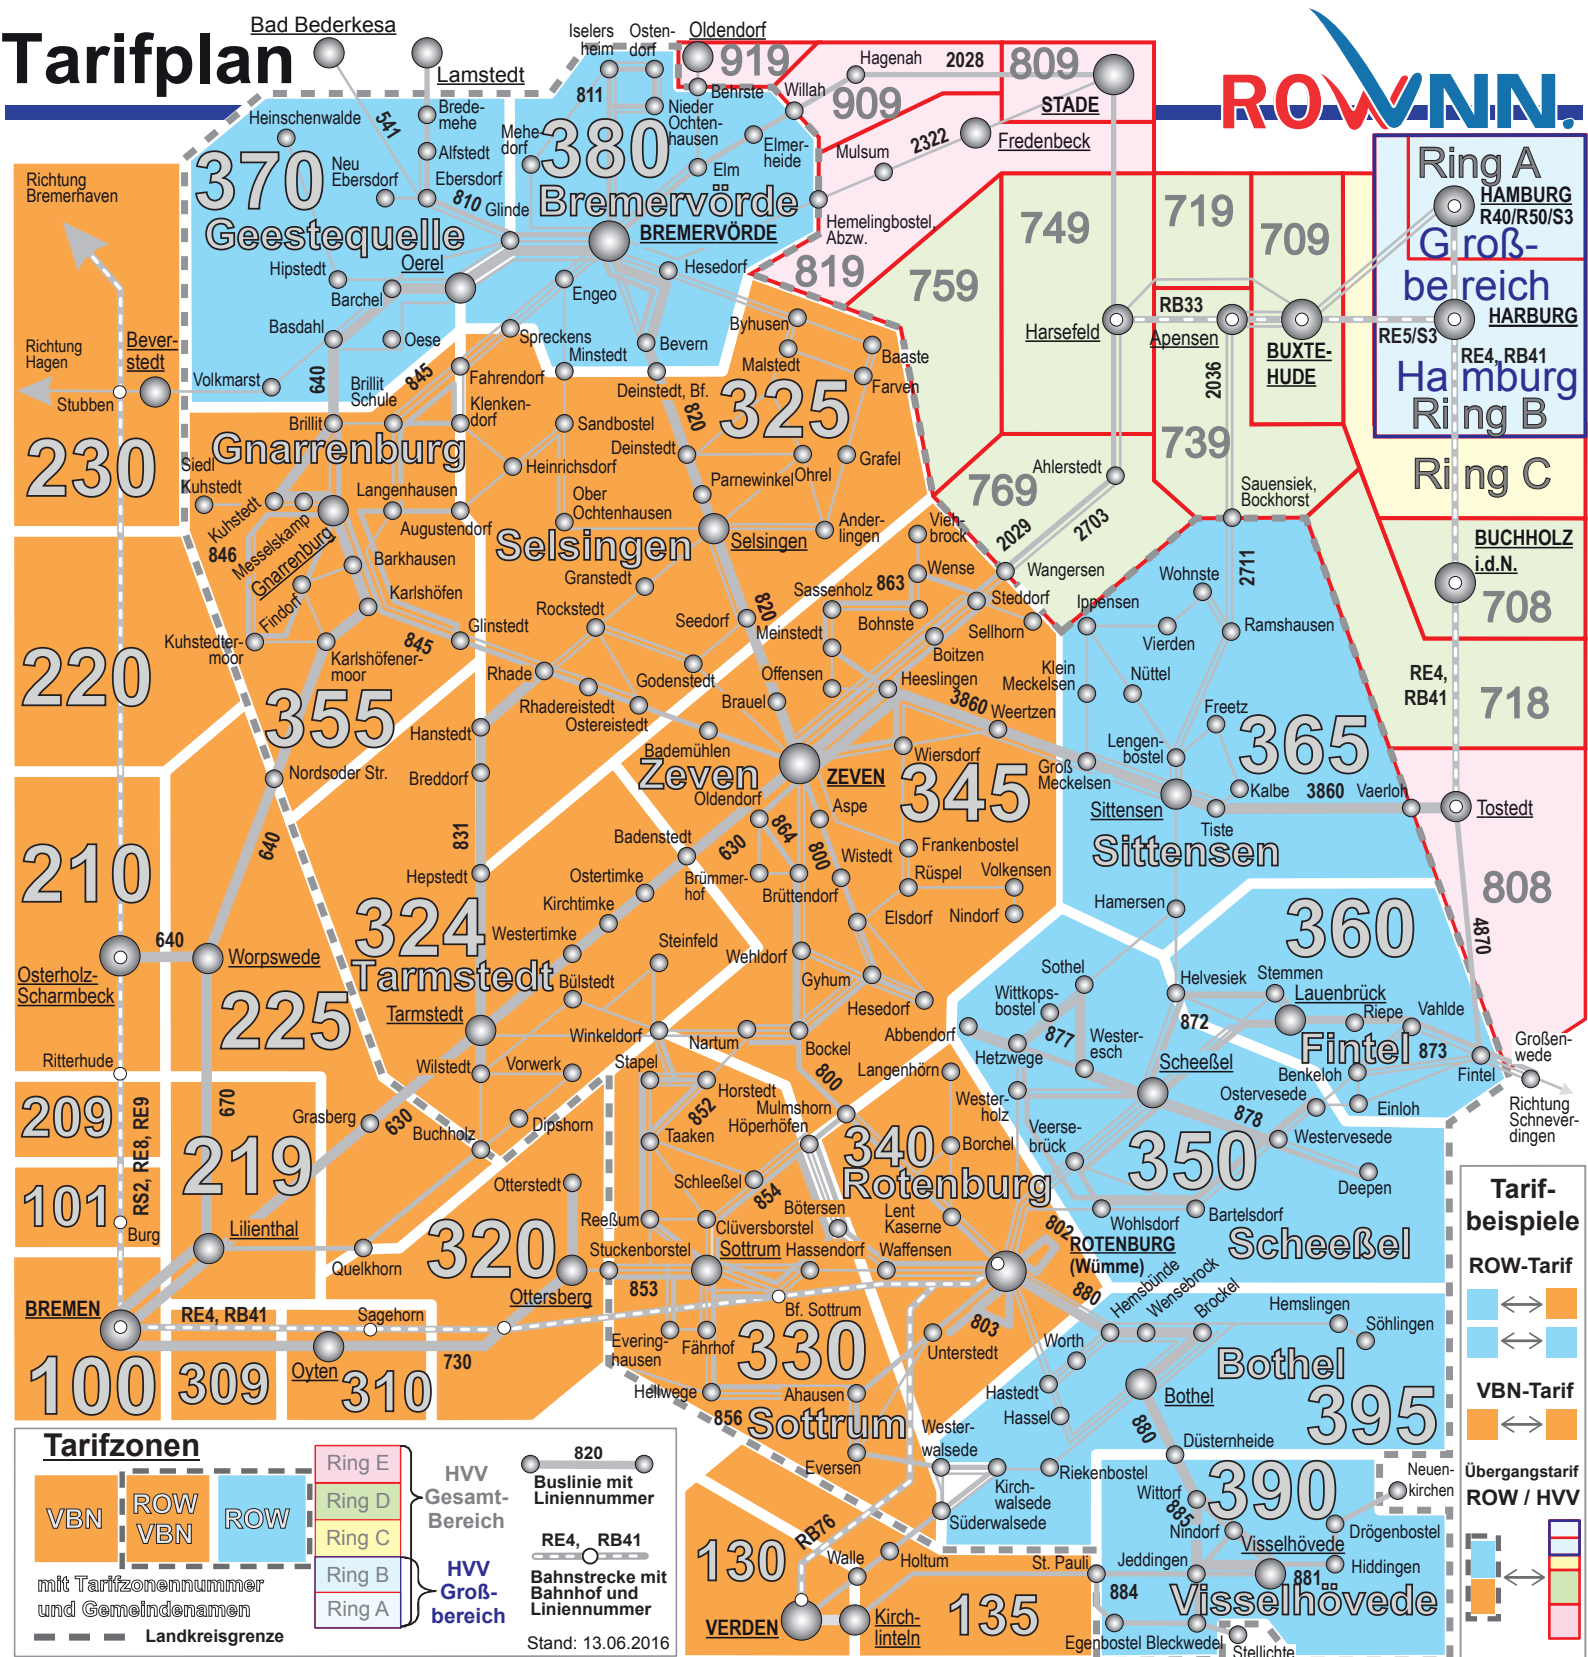 Tarifplan
Bad Bederkesa
Lamstedt
Iselers
heim
Osten-
dorf
Oldendorf
919
Behrste
Willah
Hagenah
2028
809
STADE
909
2322
Fredenbeck
Mulsum
ROWNN.
Heinschenwalde
541
Brede-
mehe
Alfstedt
Ebersdorf
Neu
Ebersdorf
370
Geestequelle
810
Glinde
811
Mehe-
dorf
Nieder
Ochten-
hausen
380
Bremervörde
Elm
Elmer-
heide
BREMERVÖRDE
Hemelingbostel,
Abzw.
819
Oerel
Hipstedt
Barchel
Basdahl
Oese
Volkmarst
640
Engeo
Hesedorf
Spreckens
Minstedt
Bevern
Byhusen
Malstedt
Baaste
Farven
Richtung
Bremerhaven
Richtung
Hagen
Bever-
stedt
Stubben
230
749
719
709
759
Harsefeld
RB33
Apensen
BUXTE-
HUDE
2036
739
RE5/S3
Ring A
HAMBURG
R40/R50/S3
Groß-
bereich
HARBURG
RE4, RB41
Hamburg
Ring B
Ring C
BUCHHOLZ
i.d.N.
708
RE4,
RB41
718
Tostedt
808
4870
769
Ahlerstedt
2029
2703
Wangersen
Sauensiek,
Bockhorst
2711
Brillit
Schule
845
Fahrendorf
Klenken-
dorf
Brillit
Gnarrenburg
Siedl
Kuhstedt
Kuhstedt
Messelskamp
Gnarrenburg
846
Langenhausen
Augustendorf
Barkhausen
Karlshöfen
Findorf
Kuhstedter-
moor
Karlshöfener-
moor
845
Glinstedt
355
Nordsoder Str.
640
Deinstedt, Bf.
325
820
Sandbostel
Deinstedt
Heinrichsdorf
Parnewinkel
Ohrel
Grafel
Ober
Ochtenhausen
Selsingen
Selsingen
Ander-
lingen
Granstedt
Rockstedt
Seedorf
820
Rhade
Godenstedt
Rhadereistedt
Ostereistedt
Brauel
Bademühlen
Hanstedt
Breddorf
831
Hepstedt
Vieh-
brock
Wense
863
Sassenholz
Bohnste
Steddorf
Sellhorn
Boitzen
Meinstedt
Offensen
Heeslingen
3860
Weertzen
Wiersdorf
Zeven
ZEVEN
345
Oldendorf
Aspe
864
800
630
Badenstedt
Brümmer-
hof
Brüttendorf
Wistedt
Frankenbostel
Rüspel
Volkensen
Elsdorf
Nindorf
Wehldorf
Gyhum
Hesedorf
Bockel
Nartum
Ippensen
Wohnste
Vierden
Ramshausen
Klein
Meckelsen
Nüttel
Freetz
365
Lengen-
bostel
Groß
Meckelsen
Sittensen
Kalbe
3860
Vaerloh
Tiste
Sittensen
Hamersen
220
210
Osterholz-
Scharmbeck
640
Worpswede
225
Ritterhude
209
101
Burg
RS2, RE8, RE9
670
219
Grasberg
630
Lilienthal
Quelkhorn
BREMEN
100
RE4, RB41
Sagehorn
309
Oyten
310
730
Ostertimke
Kirchtimke
Westertimke
324
Tarmstedt
Tarmstedt
Bülstedt
Steinfeld
Winkeldorf
Wilstedt
Vorwerk
Dipshorn
Buchholz
Otterstedt
320
Ottersberg
Stapel
Horstedt
852
Mulmshorn
Höperhöfen
800
Taaken
Schleeßel
854
Reeßum
Clüversborstel
Stuckenborstel
Sottrum
Bötersen
Hassendorf
853
Waffensen
Bf. Sottrum
Evering-
hausen
Fährhof
330
Hellwege
856
Ahausen
Sottrum
Eversen
Langenhörn
Borchel
340
Rotenburg
Lent
Kaserne
802
ROTENBURG
(Wümme)
880
803
Unterstedt
Abbendorf
Wittkops-
bostel
Sothel
877
Wester-
esch
Hetzwege
Wester-
holz
Veerse-
brück
Helvesiek
872
Scheeßel
360
Stemmen
Lauenbrück
Riepe
Vahlde
Fintel
873
Benkeloh
Fintel
Großen-
wede
Richtung
Schnever-
dingen
Einloh
Ostervesede
878
Westervesede
Deepen
350
Wohlsdorf
Bartelsdorf
Scheeßel
Hemsbünde
Wensebrock
Brockel
Hemslingen
Söhlingen
Worth
Hastedt
Hassel
Bothel
Bothel
395
880
Düsternheide
Wester-
walsede
Kirch-
walsede
Riekenbostel
Süderwalsede
Wittorf
390
885
Nindorf
Visselhövede
Neuen-
kirchen
Drögenbostel
Hiddingen
881
Jeddingen
St. Pauli
884
Visselhövede
Egenbostel
Bleckwedel
Stellichte
130
RB76
Walle
Holtum
VERDEN
Kirch-
linteln
135
Tarifzonen
VBN
ROW
VBN
ROW
mit Tarifzonennummer
und Gemeindenamen
Landkreisgrenze
Ring E
Ring D
Ring C
Ring B
Ring A
HVV
Gesamt-
Bereich
HVV
Groß-
bereich
820
Buslinie mit
Liniennummer
RE4, RB41
Bahnstrecke mit
Bahnhof und
Liniennummer
Stand: 13.06.2016
Tarif-
beispiele
ROW-Tarif
VBN-Tarif
Übergangstarif
ROW / HVV